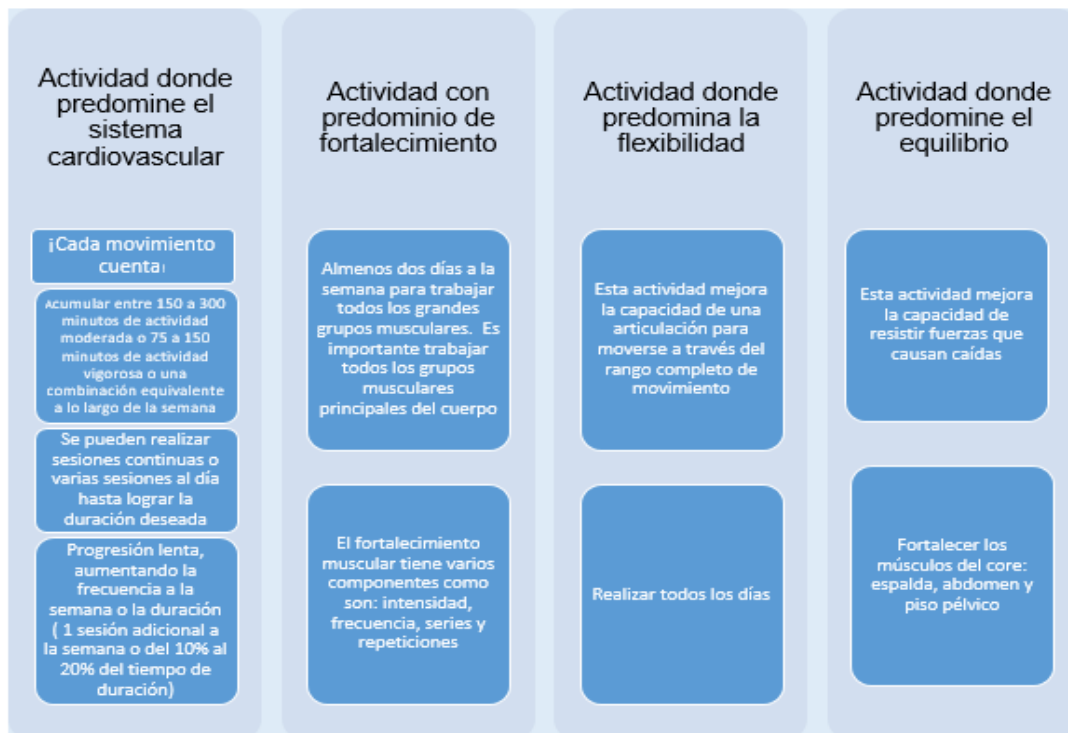 Actividad donde
predomine el
sistema
cardiovascular
¡Cada movimiento
cuenta!
Acumular entre 150 a 300
minutos de actividad
moderada o 75 a 150
minutos de actividad
vigorosa o una
combinación equivalente
a lo largo de la semana
Se pueden realizar
sesiones continuas o
varias sesiones al día
hasta lograr la
duración deseada
Progresión lenta,
aumentando la
frecuencia a la
semana o la duración
( 1 sesión adicional a
la semana o del 10% al
20% del tiempo de
duración)
Actividad con
predominio de
fortalecimiento
Almenos dos días a la
semana para trabajar
todos los grandes
grupos musculares. Es
importante trabajar
todos los grupos
musculares
principales del cuerpo
El fortalecimiento
muscular tiene varios
componentes como
son: intensidad,
frecuencia, series y
repeticiones
Actividad donde
predomina la
flexibilidad
Esta actividad mejora
la capacidad de una
articulación para
moverse a través del
rango completo de
movimiento
Realizar todos los días
Actividad donde
predomine el
equilibrio
Esta actividad mejora
la capacidad de
resistir fuerzas que
causan caídas
Fortalecer los
músculos del core:
espalda, abdomen y
piso pélvico